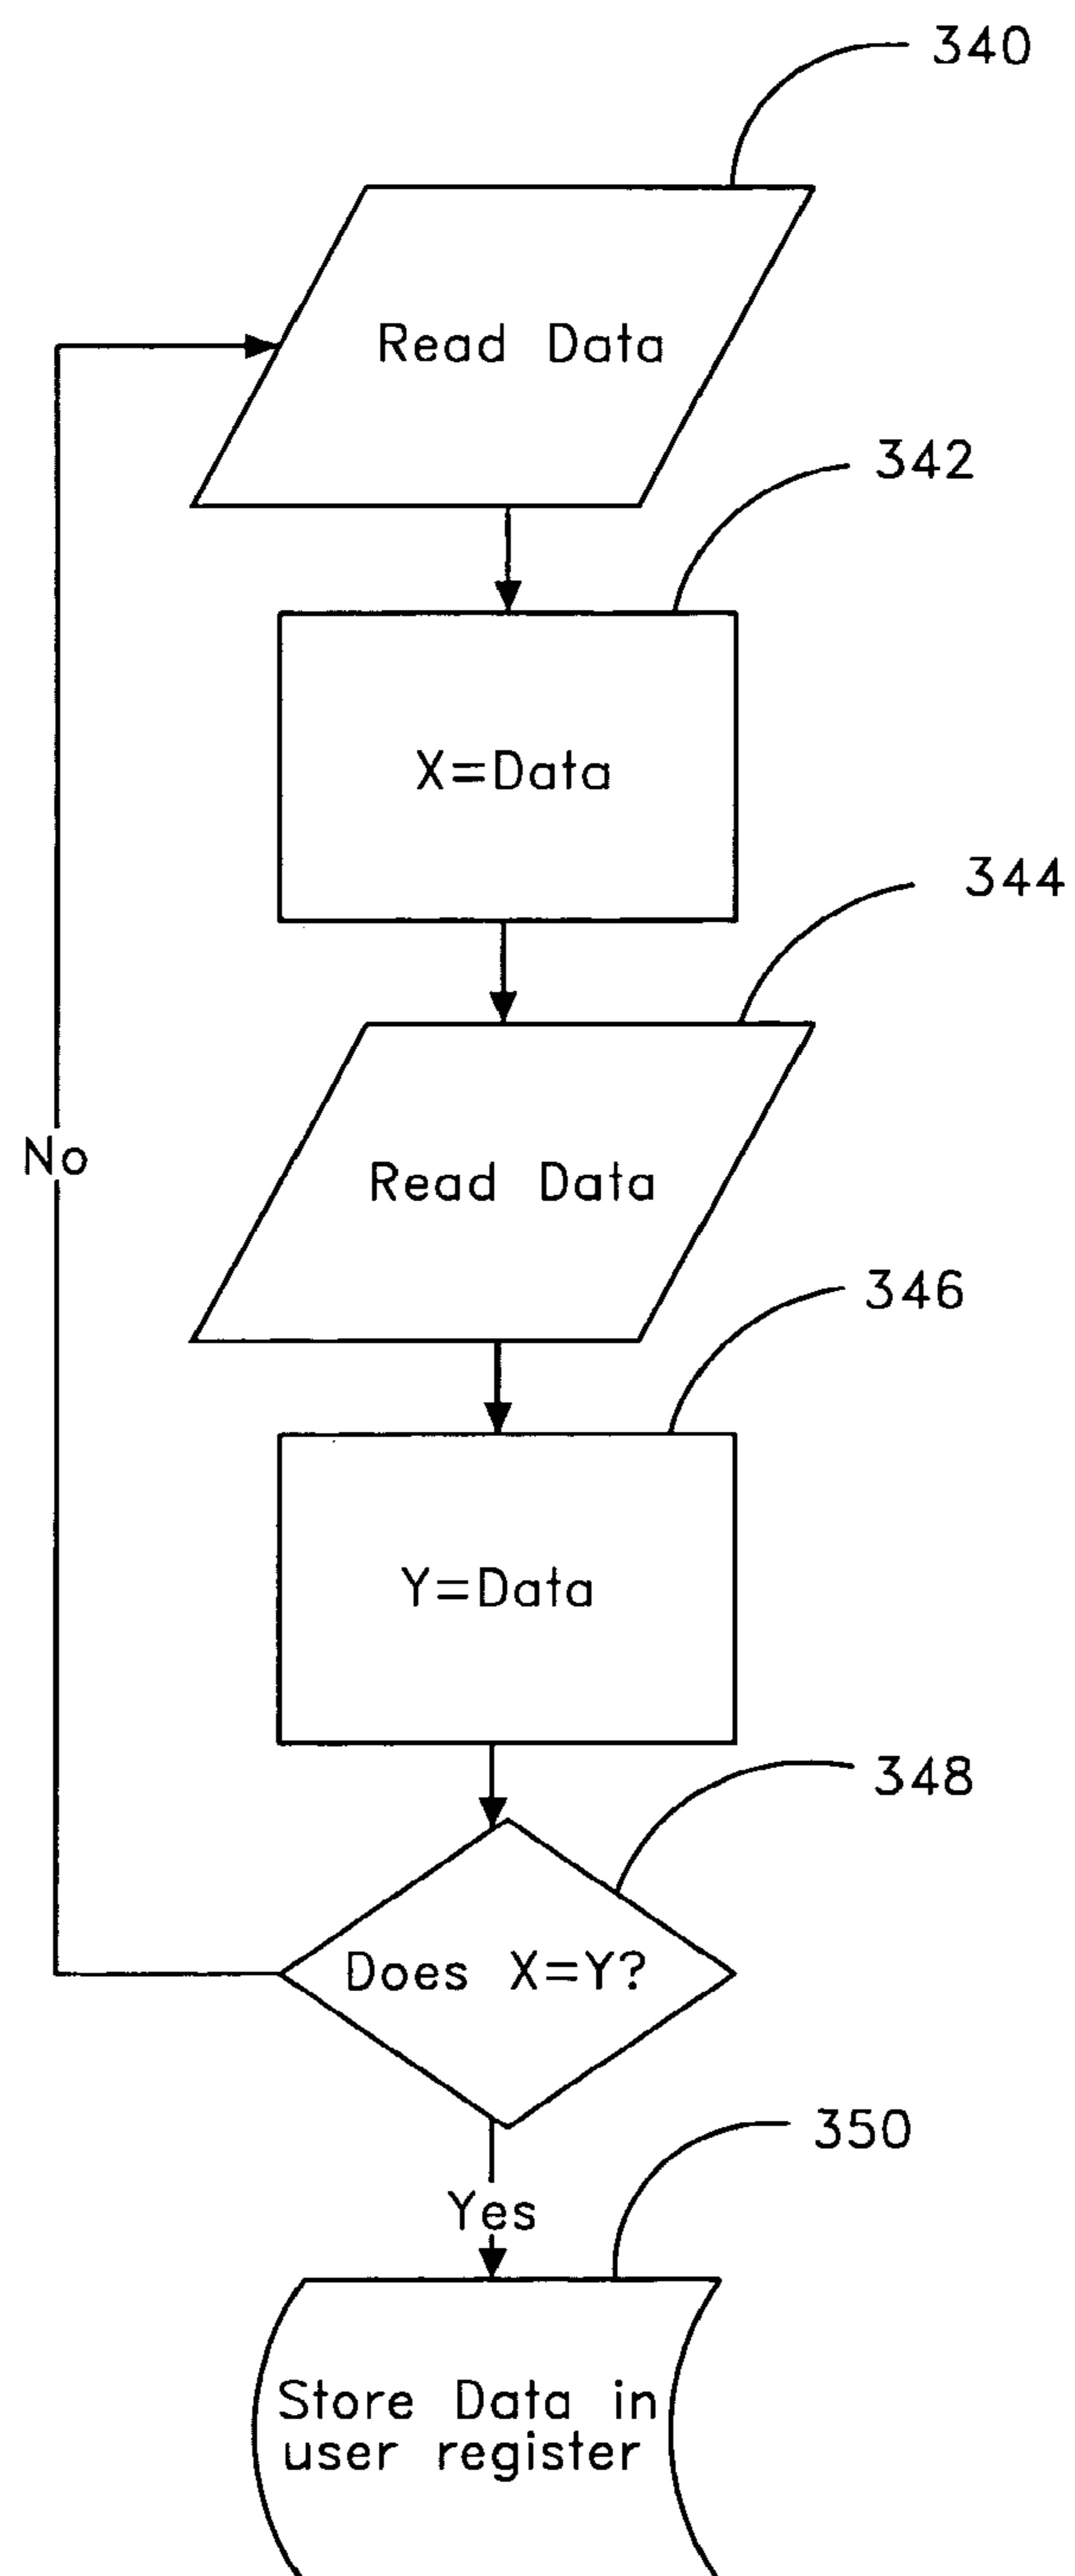 340
Read Data
342
X=Data
344
No
Read Data
346
Y=Data
348
Does X=Y?
350
Yes
Store Data in
user register